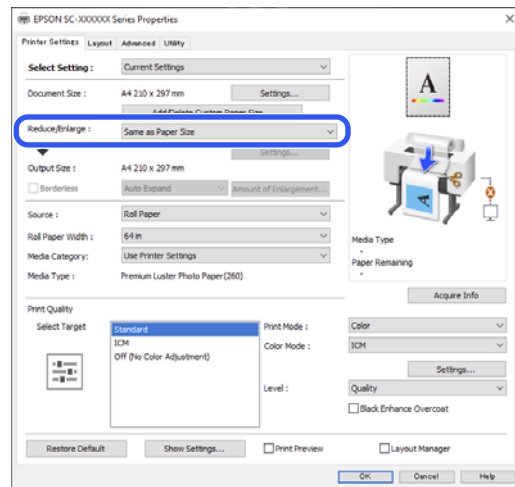 EPSON SC-XXXXXX Series Properties
Printer Settings Layout Advanced Utility
Select Setting : Current Settings
Document Size : A4 210 x 297 mm Settings...
Add/Delete Custom Paper Size...
Reduce/Enlarge : Same as Paper Size
Settings...
Output Size : A4 210 x 297 mm
Borderless Auto Expand Amount of Enlargement...
Source : Roll Paper
Roll Paper Width : 64 in
Media Category: Use Printer Settings
Media Type : Premium Luster Photo Paper(260)
A
A
Media Type
-
Paper Remaining
-
Acquire Info
Print Quality
Select Target
Standard
ICM
Off (No Color Adjustment)
Print Mode : Color
Color Mode : ICM
Settings...
Level : Quality
Black Enhance Overcoat
Restore Default Show Settings... Print Preview Layout Manager
OK Cancel Help